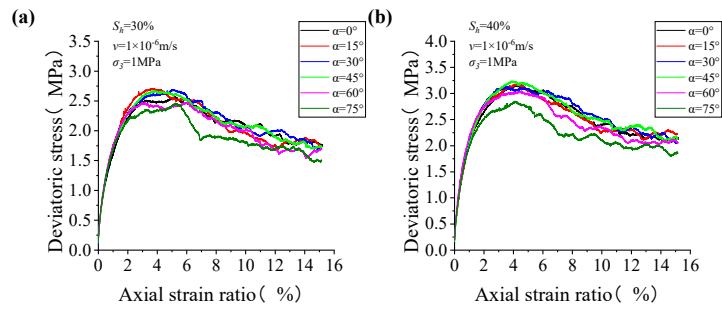 (a)
S_h=30%
v=1×10⁻⁶m/s
σ₃=1MPa
α=0°
α=15°
α=30°
α=45°
α=60°
α=75°
Deviatoric stress( MPa)
3.5
3.0
2.5
2.0
1.5
1.0
0.5
0.0
0 2 4 6 8 10 12 14 16
Axial strain ratio( %)
(b)
S_h=40%
v=1×10⁻⁶m/s
σ₃=1MPa
α=0°
α=15°
α=30°
α=45°
α=60°
α=75°
Deviatoric stress( MPa)
4.0
3.5
3.0
2.5
2.0
1.5
1.0
0.5
0.0
0 2 4 6 8 10 12 14 16
Axial strain ratio( %)